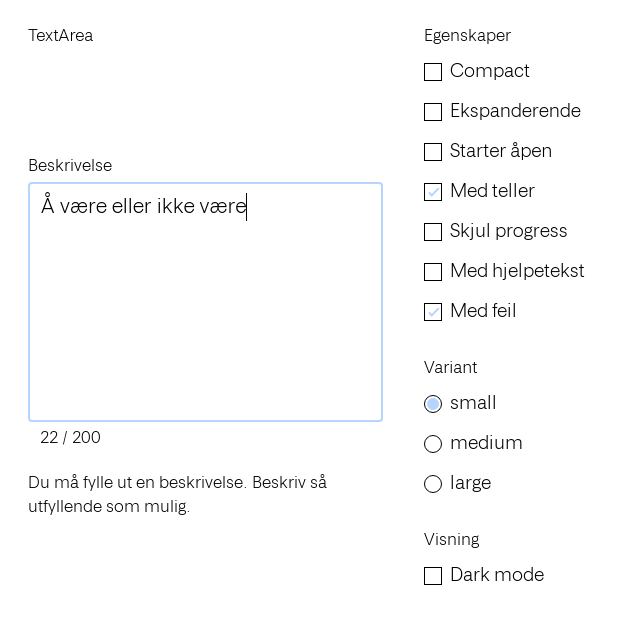 TextArea
Beskrivelse
Å være eller ikke være
22 / 200
Du må fylle ut en beskrivelse. Beskriv så
utfyllende som mulig.
Egenskaper
Compact
Ekspanderende
Starter åpen
Med teller
Skjul progress
Med hjelpetekst
Med feil
Variant
small
medium
large
Visning
Dark mode